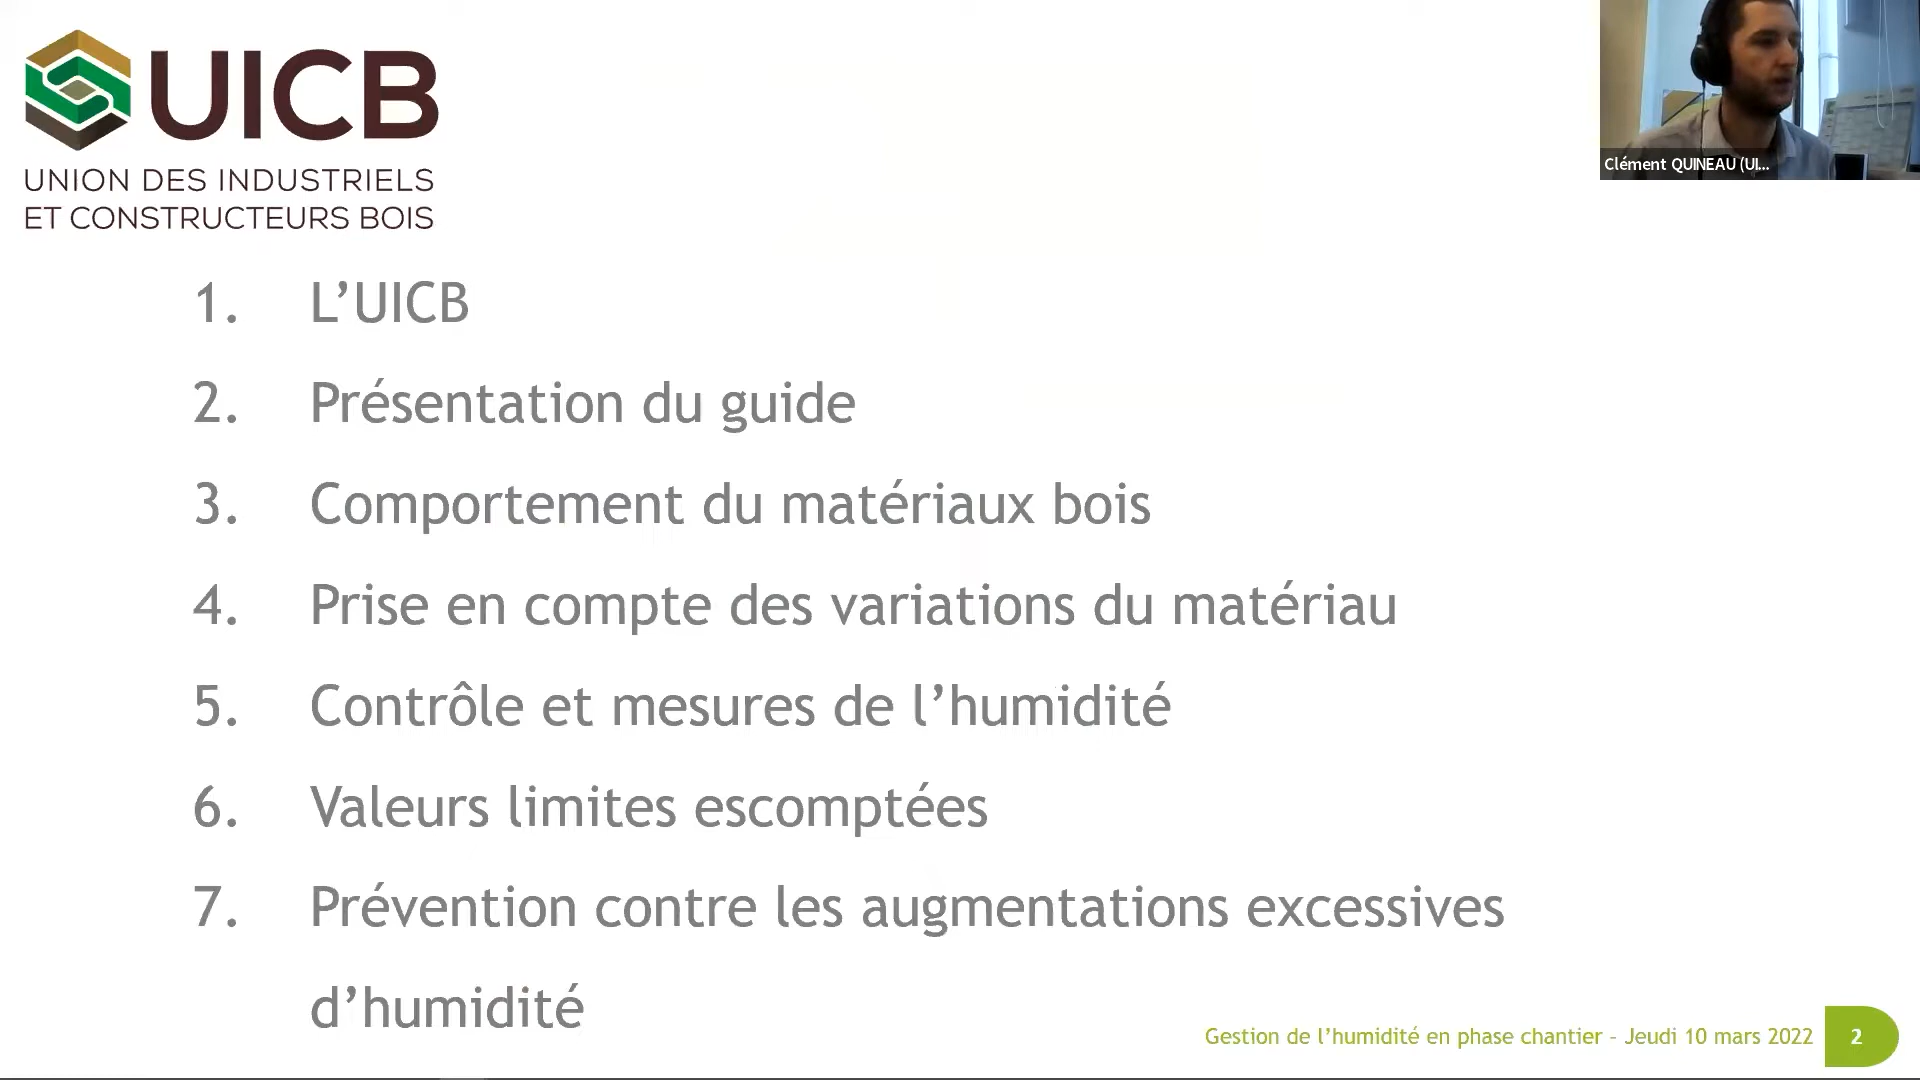 UICB
UNION DES INDUSTRIELS
ET CONSTRUCTEURS BOIS
Clément QUINEAU (UI...
1. L’UICB
2. Présentation du guide
3. Comportement du matériaux bois
4. Prise en compte des variations du matériau
5. Contrôle et mesures de l’humidité
6. Valeurs limites escomptées
7. Prévention contre les augmentations excessives
d’humidité
Gestion de l’humidité en phase chantier – Jeudi 10 mars 2022
2